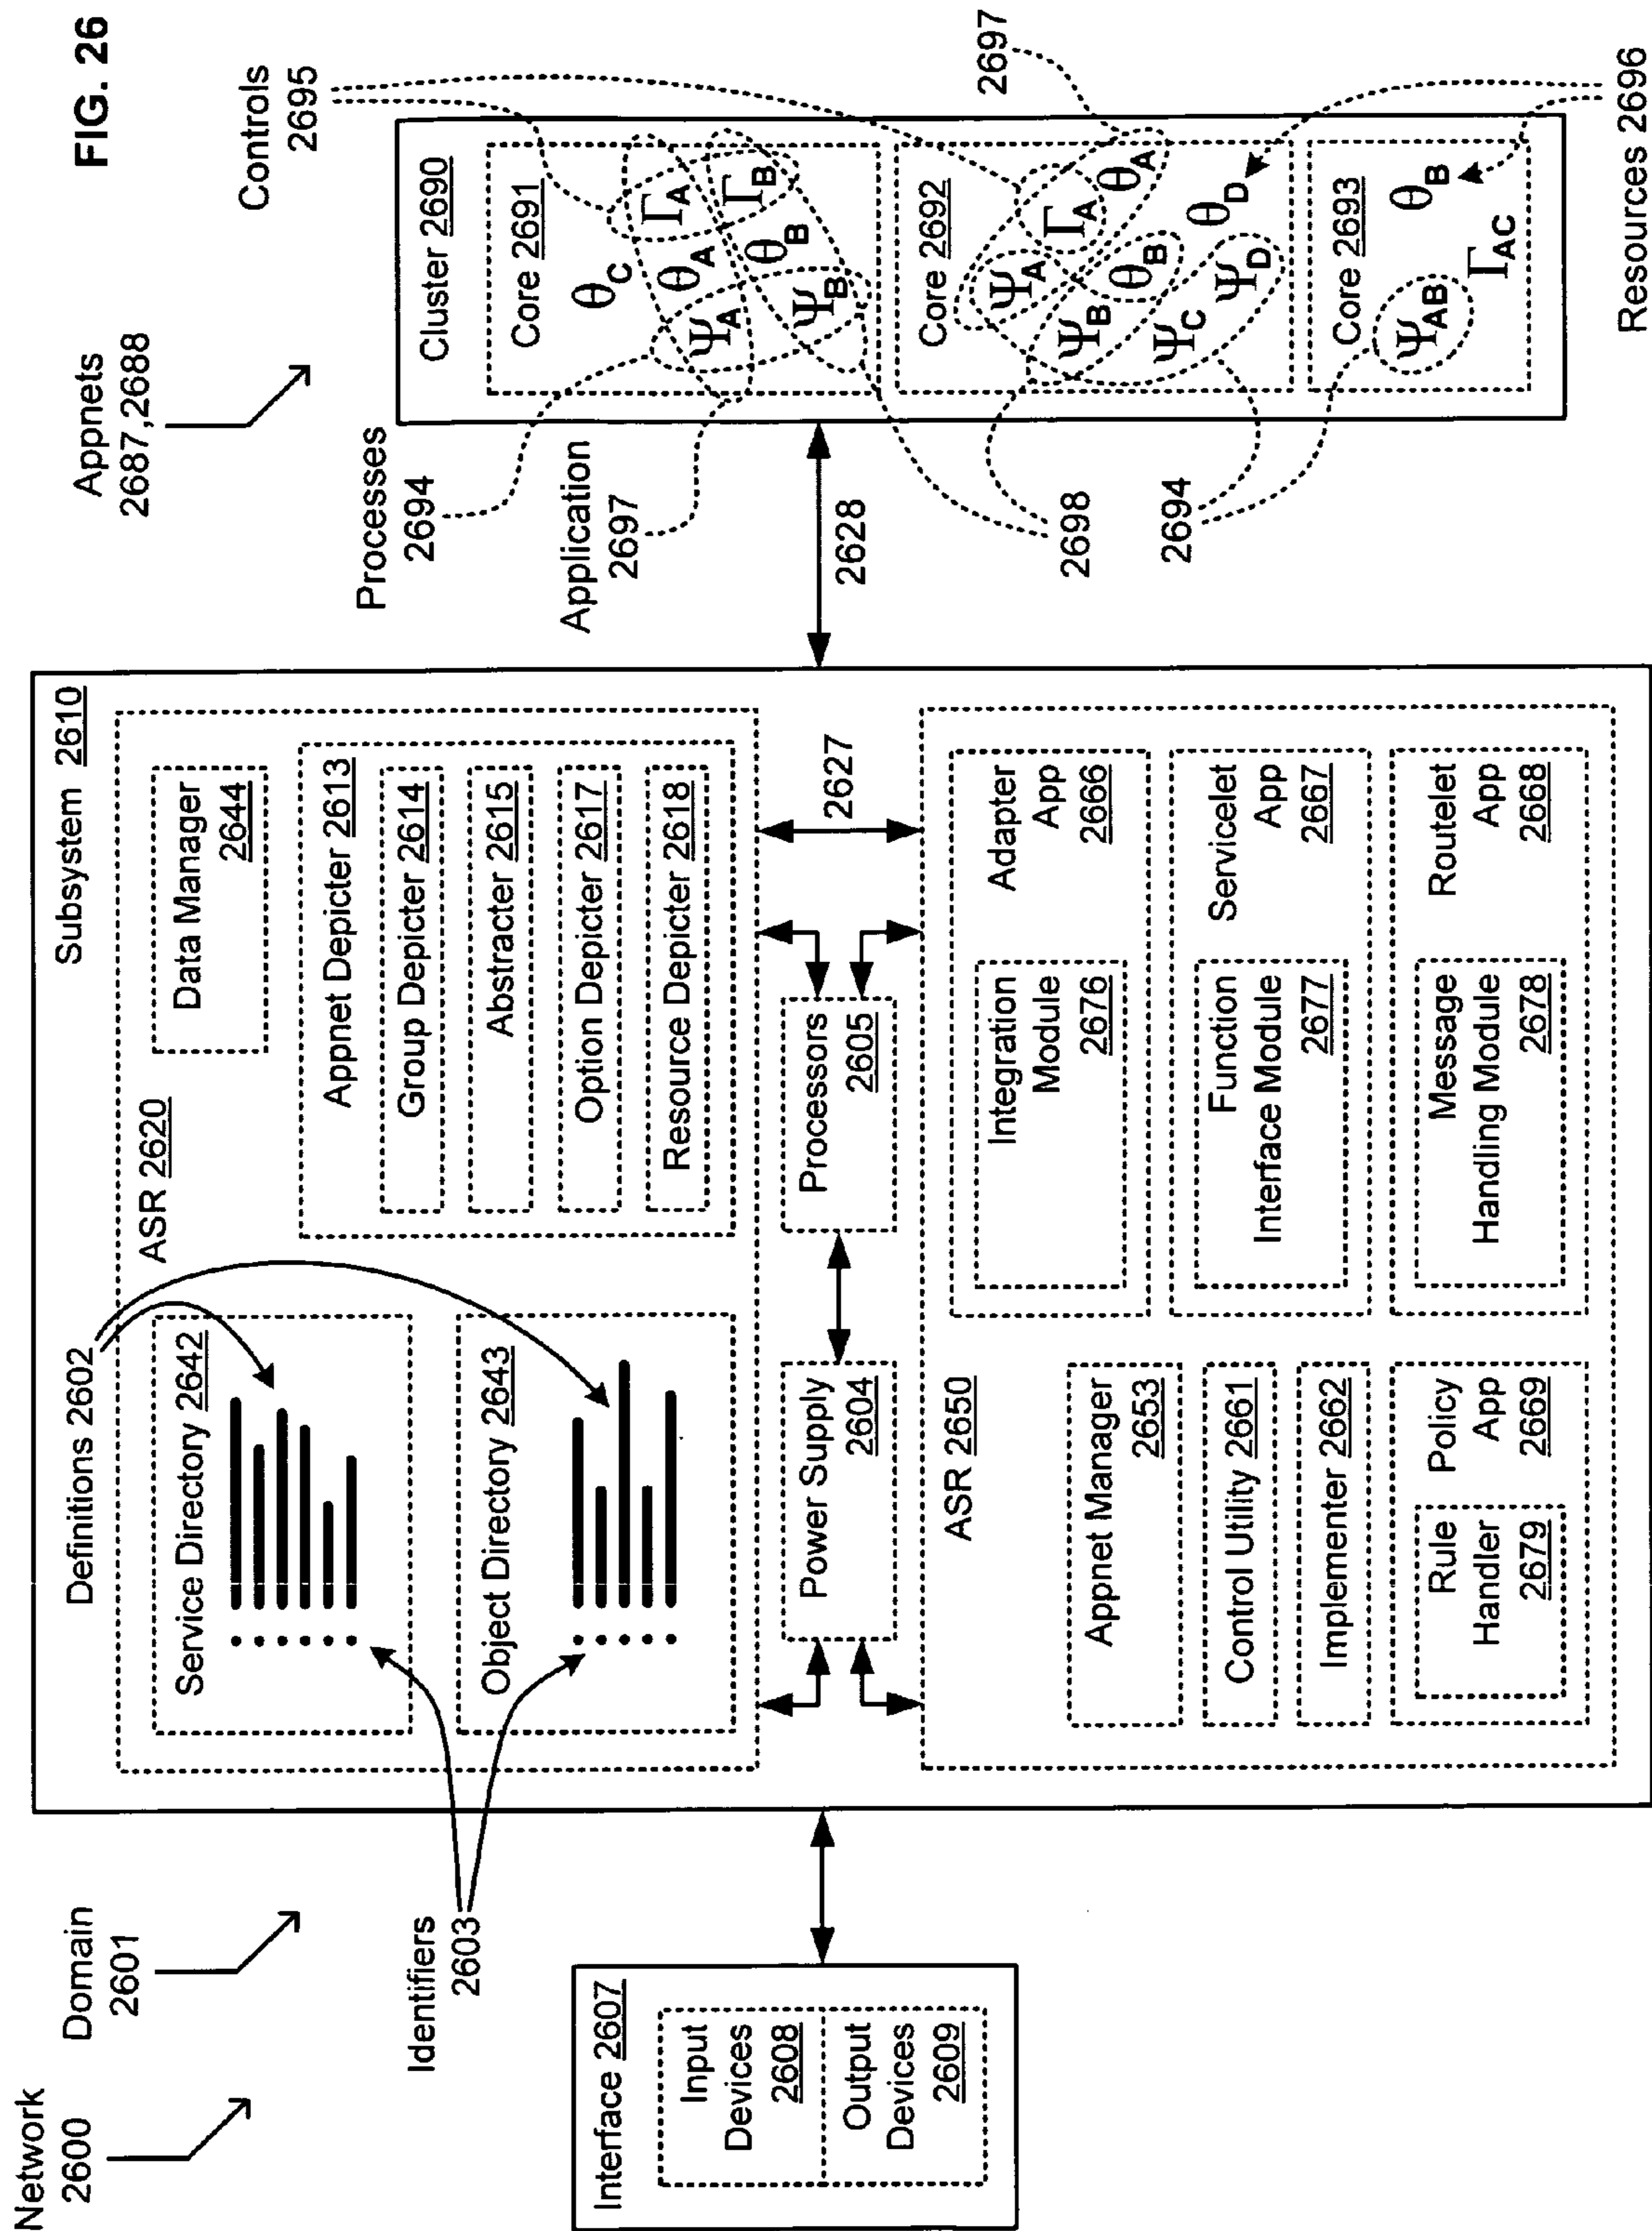 FIG. 26
Network
2600
Domain
2601
Appnets
2687,2688
Controls
2695
Identifiers
2603
Definitions 2602
Interface 2607
Input
Devices
2608
Output
Devices
2609
Subsystem 2610
ASR 2620
Service Directory 2642
Object Directory 2643
Data Manager
2644
Appnet Depicter 2613
Group Depicter 2614
Abstracter 2615
Option Depicter 2617
Resource Depicter 2618
Power Supply
2604
Processors
2605
2627
ASR 2650
Appnet Manager
2653
Control Utility 2661
Implementer 2662
Policy
App
2669
Rule
Handler
2679
Adapter
App
2666
Integration
Module
2676
Servicelet
App
2667
Function
Interface Module
2677
Routelet
App
2668
Message
Handling Module
2678
2628
Processes
2694
Application
2697
2698
2694
Cluster 2690
Core 2691
θC
ΨA θA ΓA
ΨB θB ΓB
Core 2692
ΨA ΓA θA
ΨB θB
ΨC ΨD θD
Core 2693
ΨAB θB
ΓAC
2697
Resources 2696